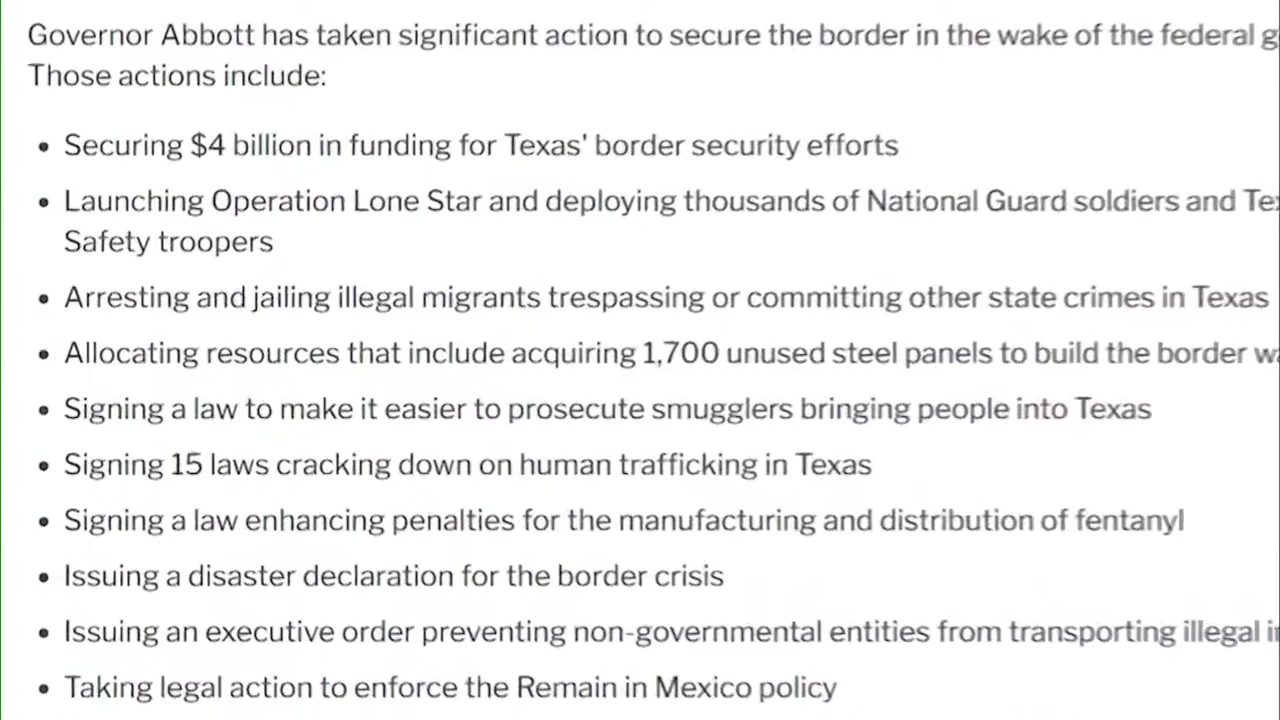 Governor Abbott has taken significant action to secure the border in the wake of the federal g
Those actions include:
• Securing $4 billion in funding for Texas' border security efforts
• Launching Operation Lone Star and deploying thousands of National Guard soldiers and Tex
Safety troopers
• Arresting and jailing illegal migrants trespassing or committing other state crimes in Texas
• Allocating resources that include acquiring 1,700 unused steel panels to build the border wa
• Signing a law to make it easier to prosecute smugglers bringing people into Texas
• Signing 15 laws cracking down on human trafficking in Texas
• Signing a law enhancing penalties for the manufacturing and distribution of fentanyl
• Issuing a disaster declaration for the border crisis
• Issuing an executive order preventing non-governmental entities from transporting illegal i
• Taking legal action to enforce the Remain in Mexico policy